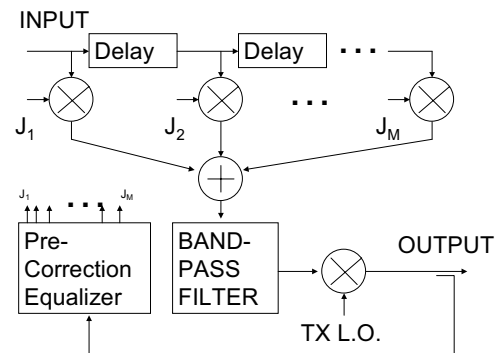 INPUT
Delay
Delay
J1
J2
JM
J1
JM
Pre-
Correction
Equalizer
BAND-
PASS
FILTER
OUTPUT
TX L.O.